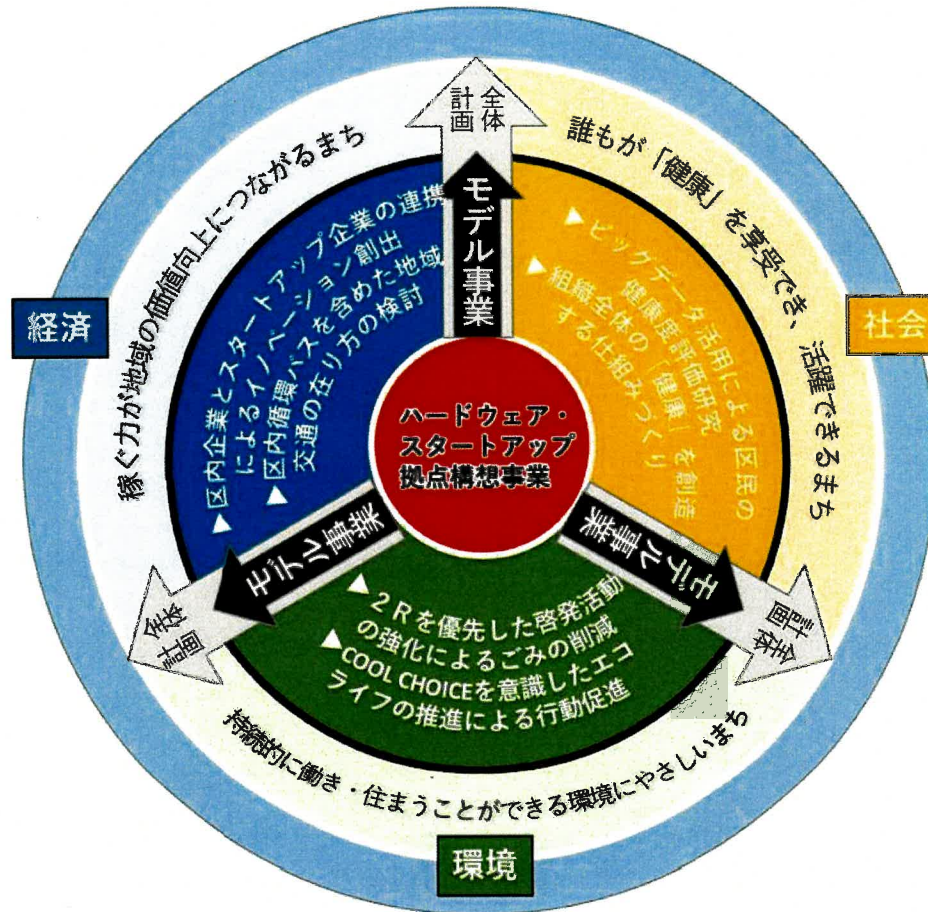 全体
計画
モデル事業
稼ぐ力が地域の価値向上につながるまち
誰もが「健康」を享受でき、活躍できるまち
経済
社会
▶区内企業とスタートアップ企業の連携
によるイノベーション創出
▶区内循環バスを含めた地域
交通の在り方の検討
▶ビッグデータ活用による区民の
健康度評価研究
▶組織全体の「健康」を創造
する仕組みづくり
ハードウェア・
スタートアップ
拠点構想事業
モデル事業
全体
計画
モデル事業
全体
計画
▶2Rを優先した啓発活動
の強化によるごみの削減
▶COOL CHOICEを意識したエコ
ライフの推進による行動促進
持続的に働き・住まうことができる環境にやさしいまち
環境